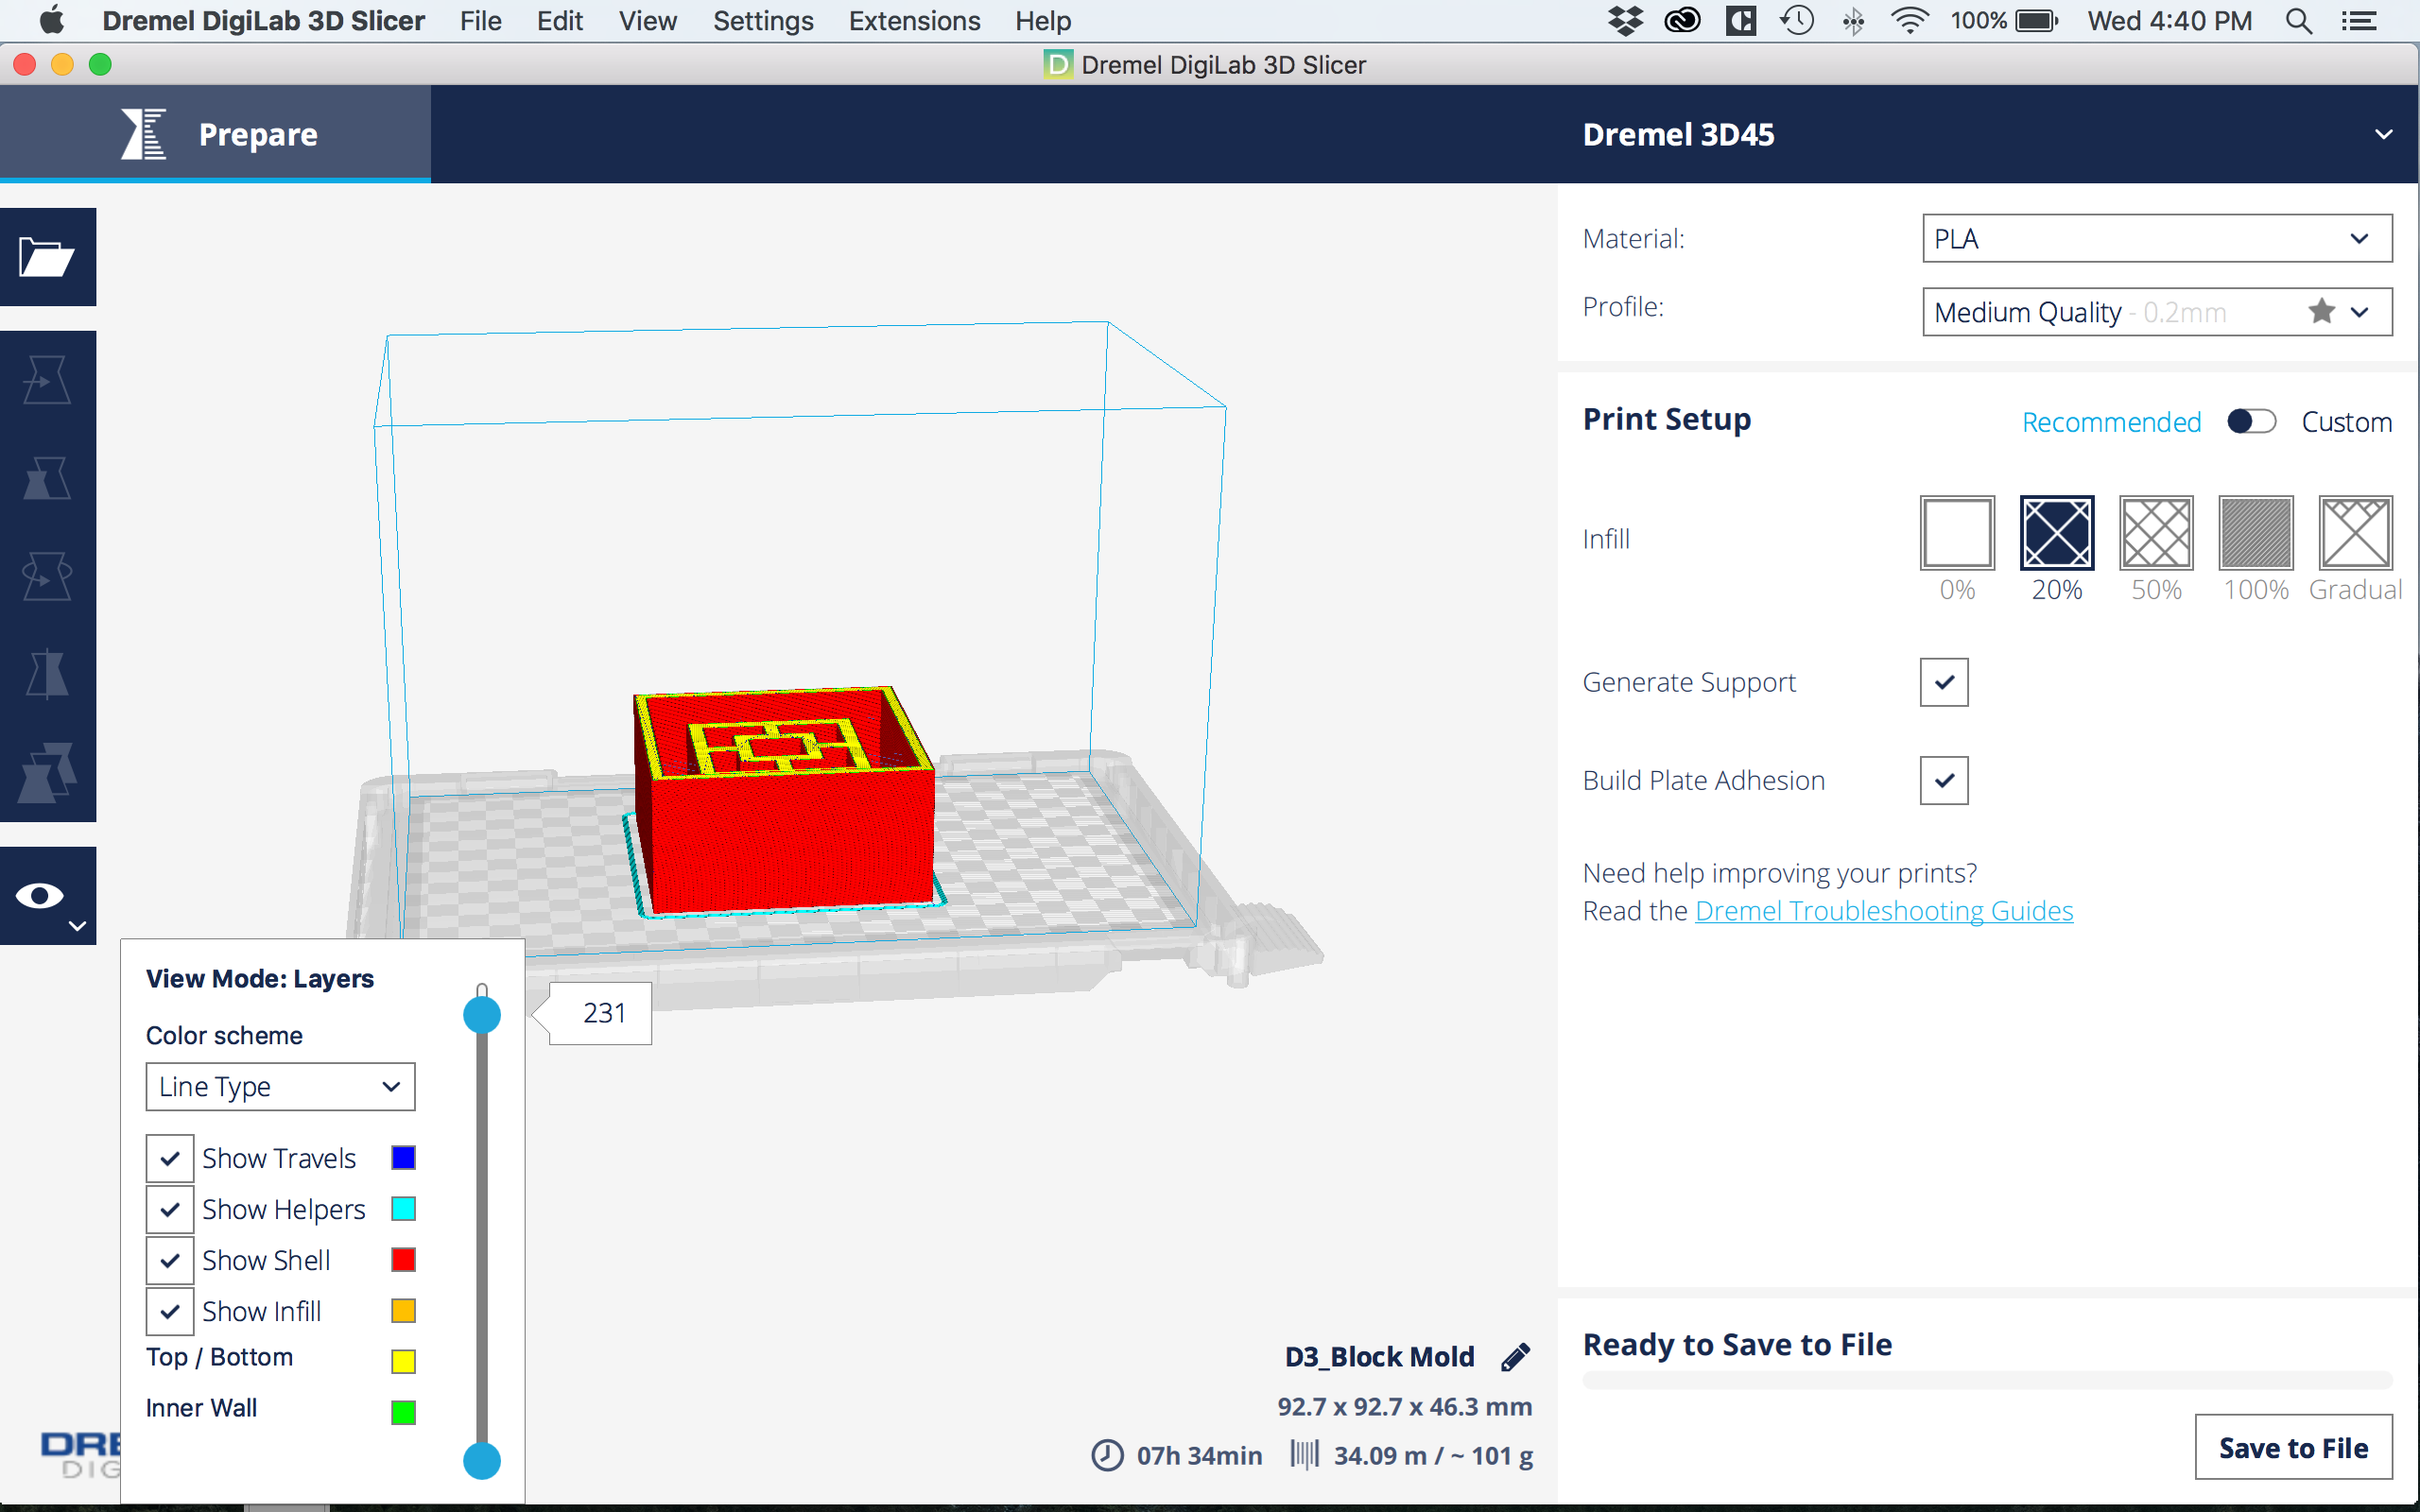 Dremel DigiLab 3D Slicer File Edit View Settings Extensions Help 100% Wed 4:40 PM
D Dremel DigiLab 3D Slicer
Prepare
Dremel 3D45
Material: PLA
Profile: Medium Quality - 0.2mm
Print Setup Recommended Custom
Infill
0% 20% 50% 100% Gradual
Generate Support
Build Plate Adhesion
Need help improving your prints?
Read the Dremel Troubleshooting Guides
View Mode: Layers
231
Color scheme
Line Type
Show Travels
Show Helpers
Show Shell
Show Infill
Top / Bottom
Inner Wall
DRE
DIG
D3_Block Mold
92.7 x 92.7 x 46.3 mm
07h 34min 34.09 m / ~ 101 g
Ready to Save to File
Save to File